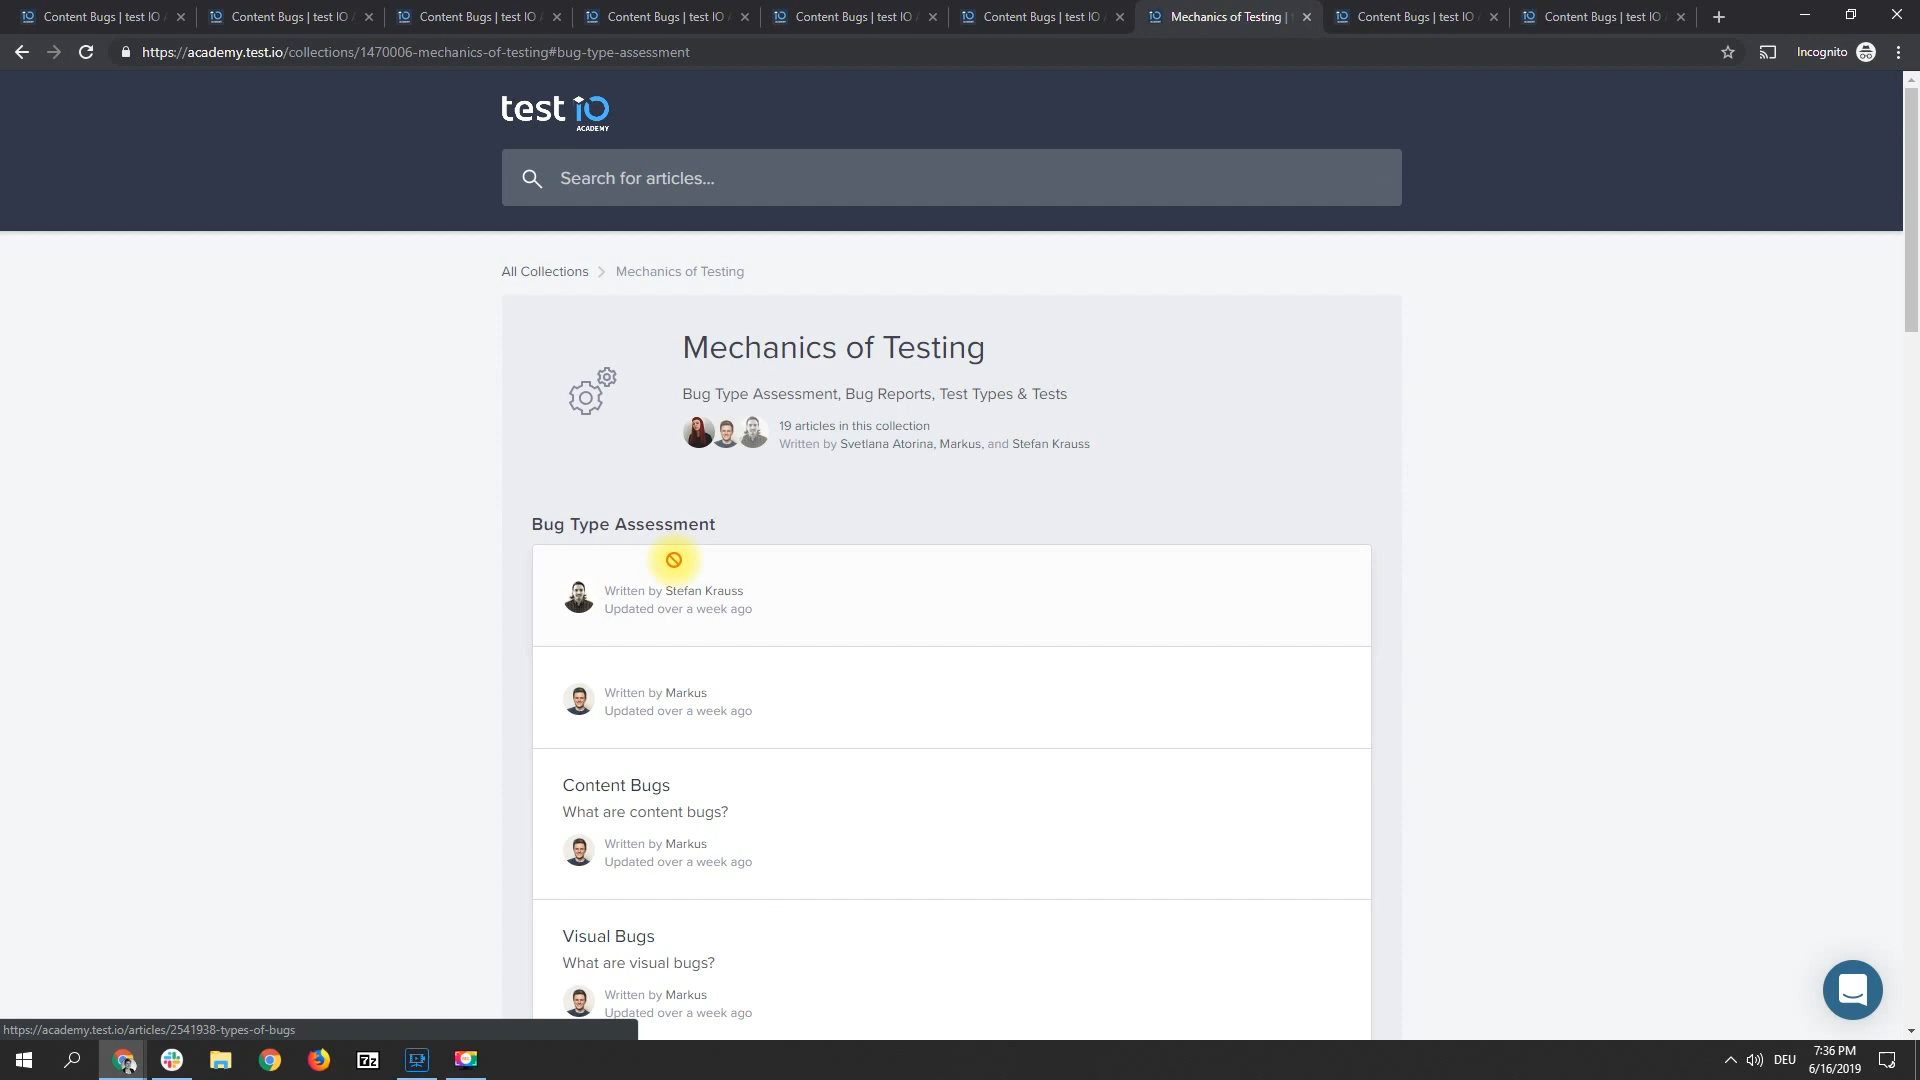 Content Bugs | test IO
Content Bugs | test IO
Content Bugs | test IO
Content Bugs | test IO
Content Bugs | test IO
Content Bugs | test IO
Mechanics of Testing |
Content Bugs | test IO
Content Bugs | test IO
https://academy.test.io/collections/1470006-mechanics-of-testing#bug-type-assessment
Incognito
test iO
ACADEMY
Search for articles...
All Collections
Mechanics of Testing
Mechanics of Testing
Bug Type Assessment, Bug Reports, Test Types & Tests
19 articles in this collection
Written by Svetlana Atorina, Markus, and Stefan Krauss
Bug Type Assessment
Written by Stefan Krauss
Updated over a week ago
Written by Markus
Updated over a week ago
Content Bugs
What are content bugs?
Written by Markus
Updated over a week ago
Visual Bugs
What are visual bugs?
Written by Markus
Updated over a week ago
https://academy.test.io/articles/2541938-types-of-bugs
7z
DEU
7:36 PM
6/16/2019